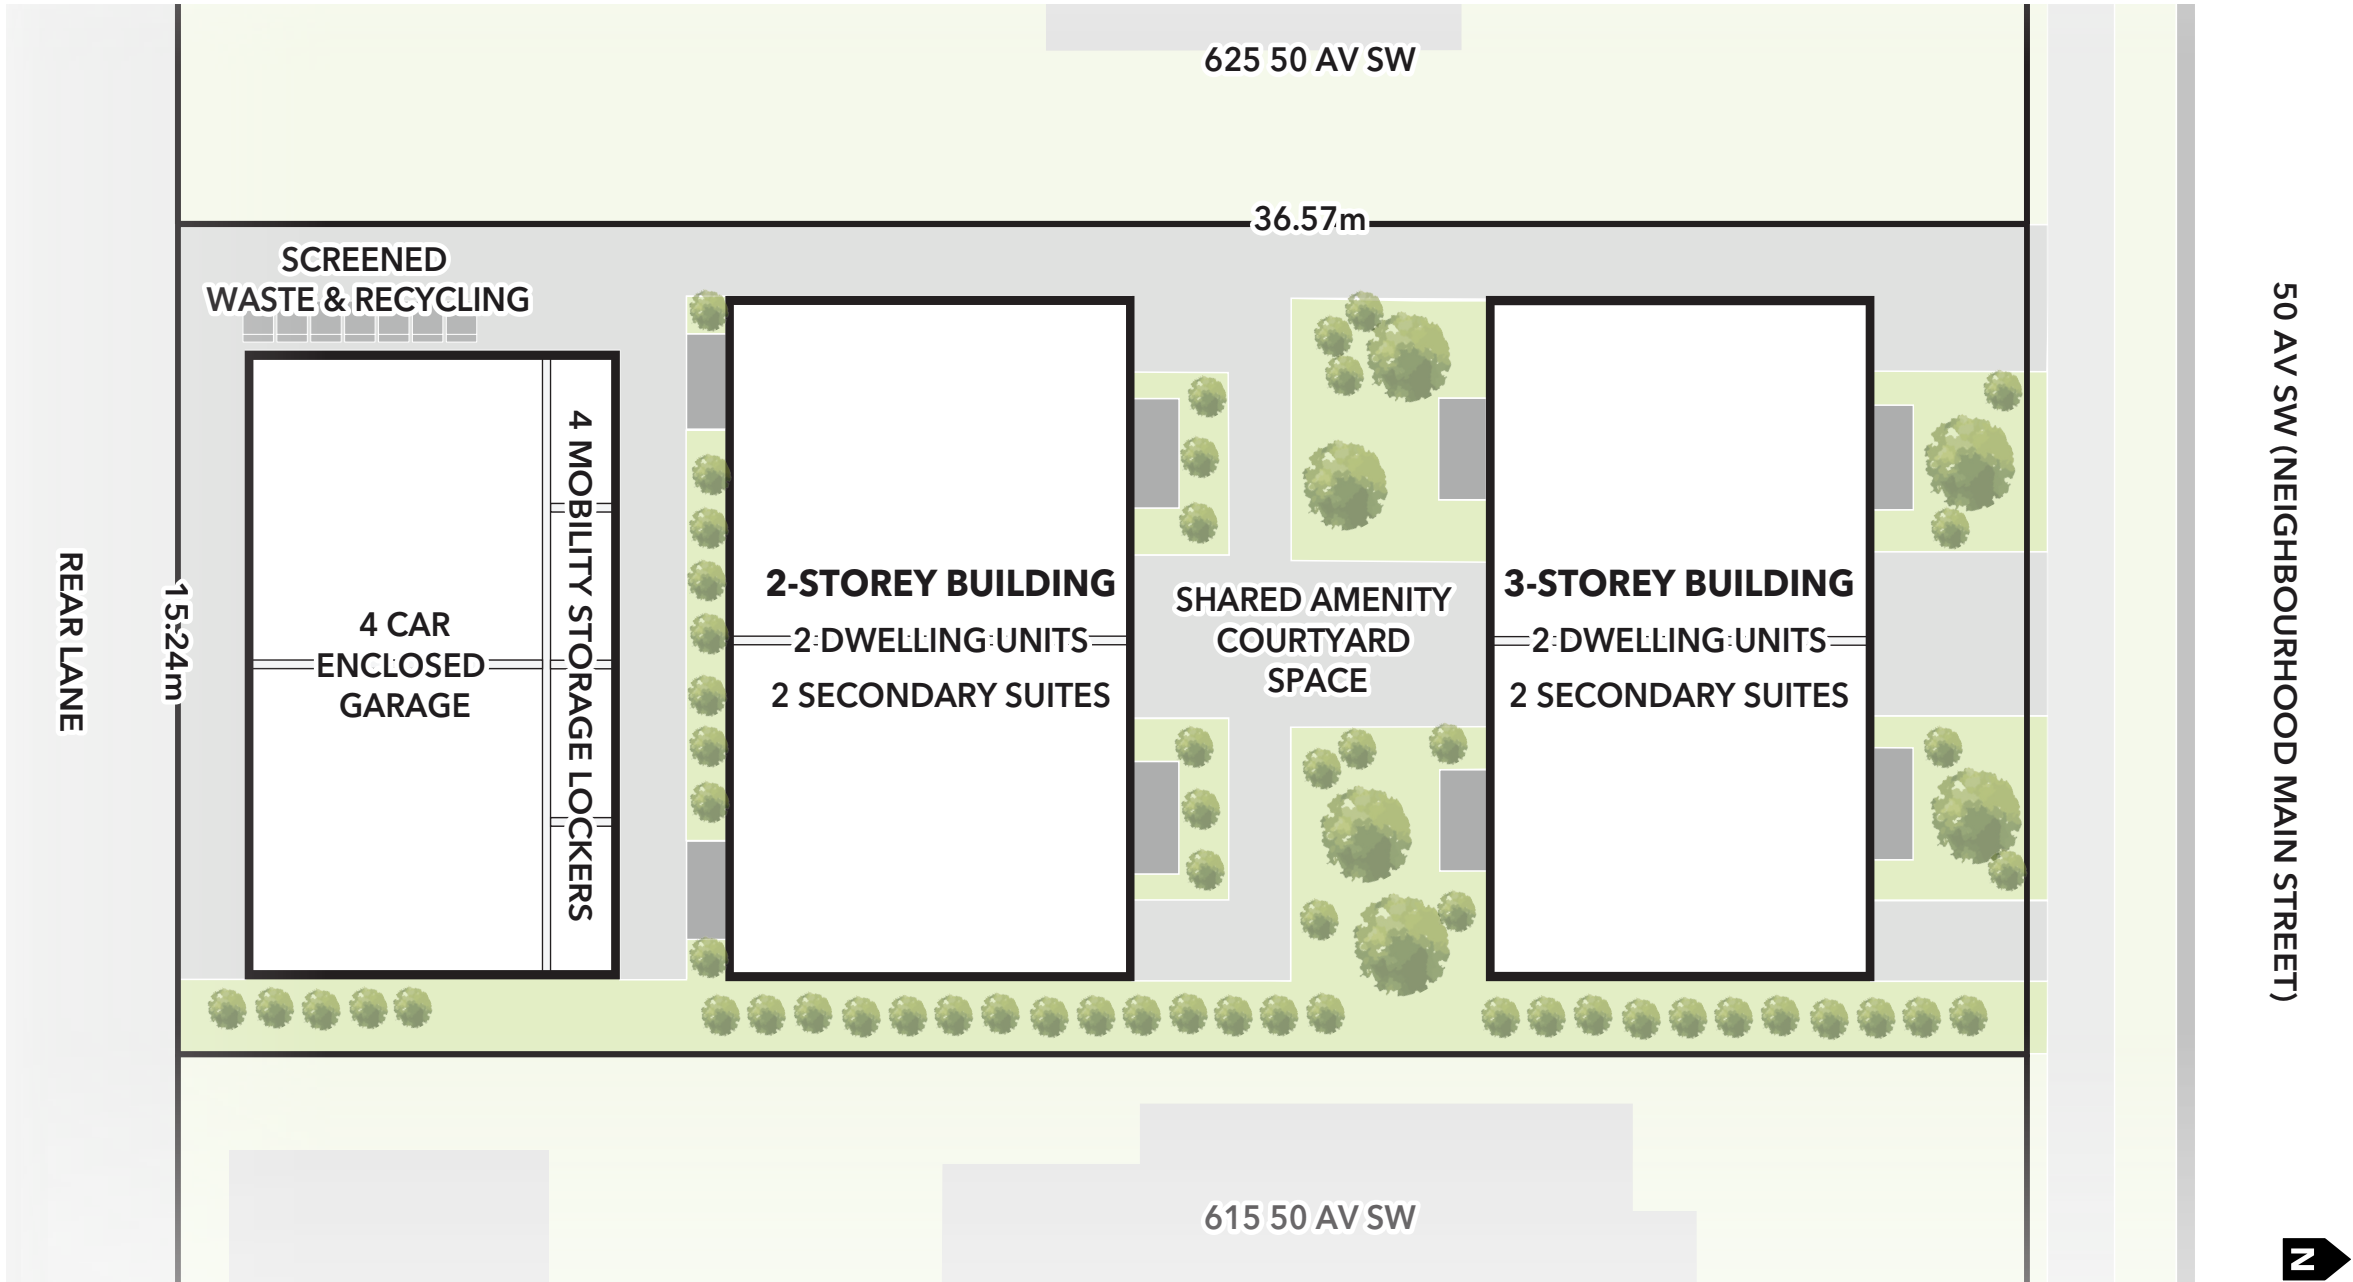 625 50 AV SW
36.57m
SCREENED
WASTE & RECYCLING
4 CAR
ENCLOSED
GARAGE
4 MOBILITY STORAGE LOCKERS
REAR LANE
15.24m
2-STOREY BUILDING
2 DWELLING UNITS
2 SECONDARY SUITES
SHARED AMENITY
COURTYARD
SPACE
3-STOREY BUILDING
2 DWELLING UNITS
2 SECONDARY SUITES
50 AV SW (NEIGHBOURHOOD MAIN STREET)
615 50 AV SW
N